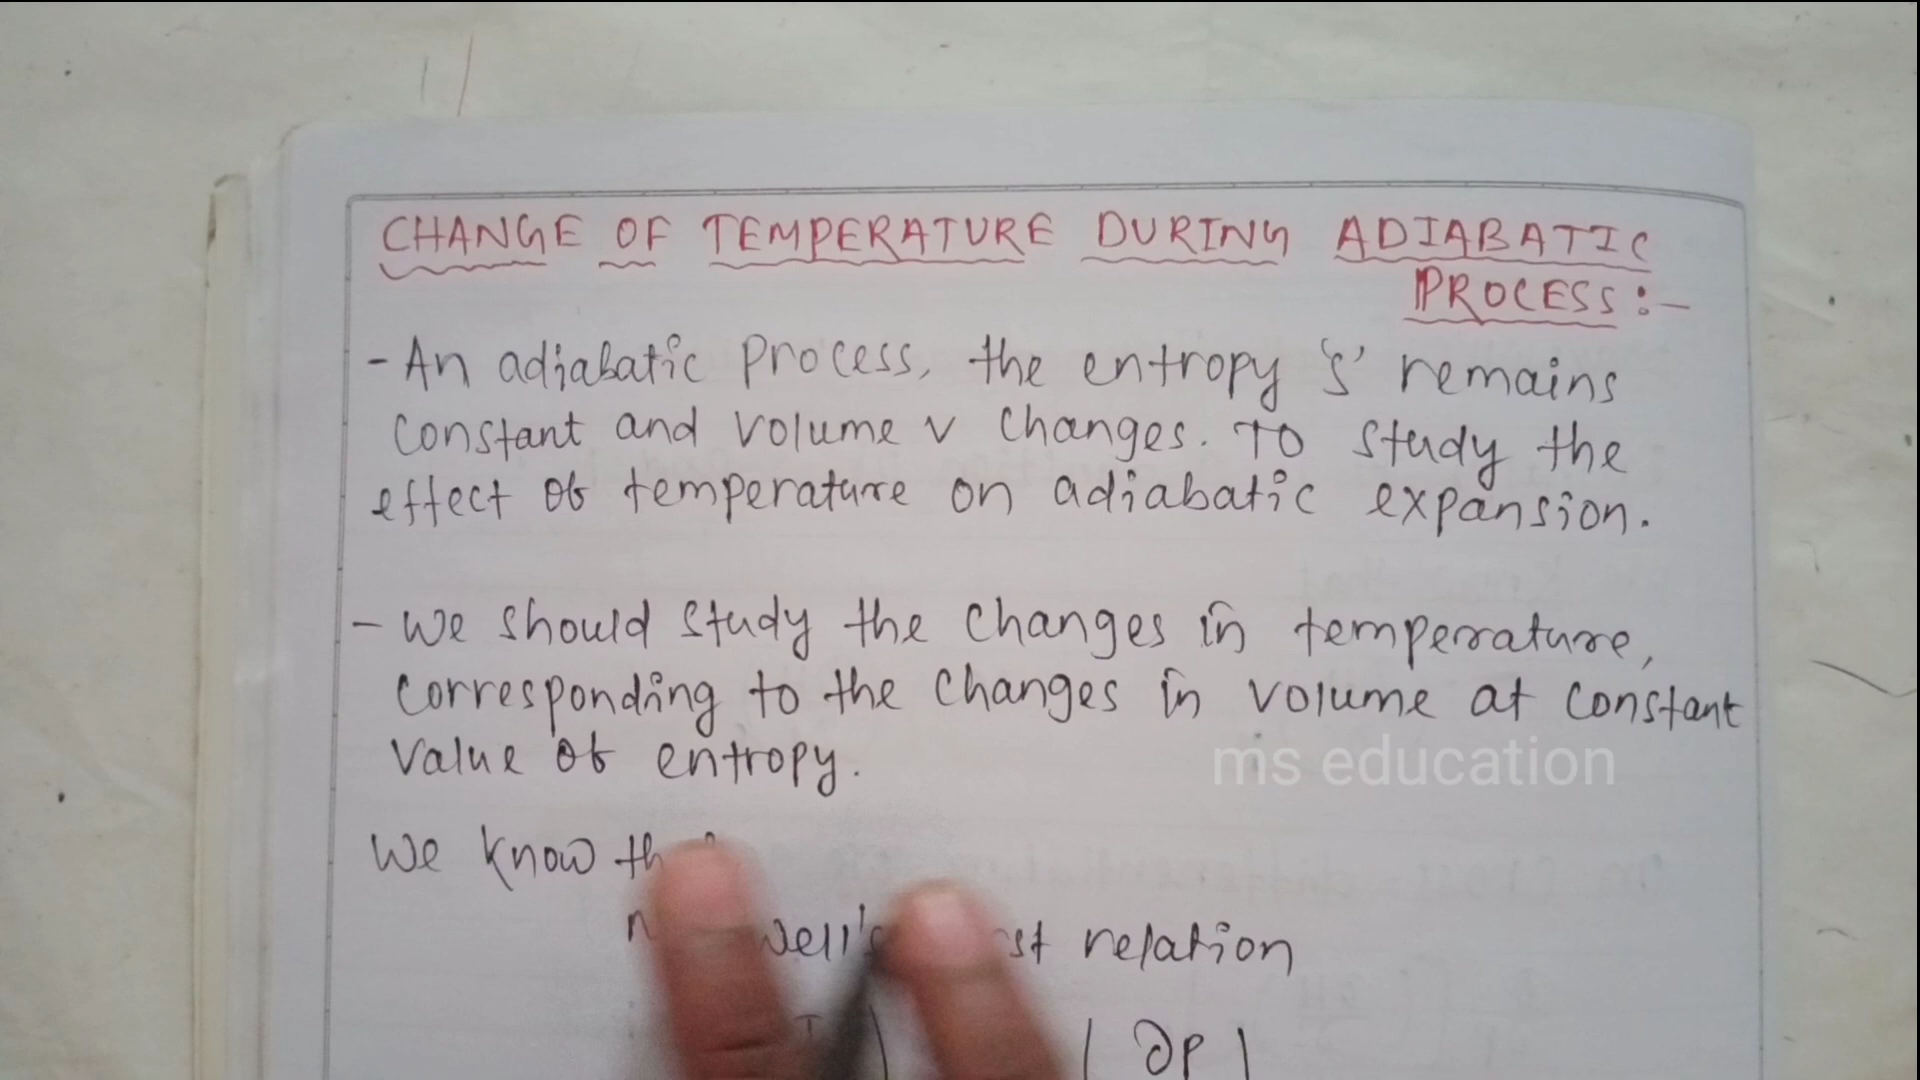 CHANGE OF TEMPERATURE DURING ADIABATIC
PROCESS:-
- An adiabatic process, the entropy 's' remains
constant and volume v changes. To study the
effect of temperature on adiabatic expansion.
- We should study the changes in temperature,
corresponding to the changes in volume at constant
value of entropy.
ms education
We know
relation
∂P